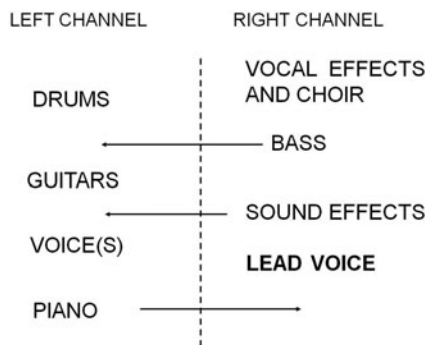 LEFT CHANNEL
RIGHT CHANNEL
VOCAL EFFECTS
AND CHOIR
DRUMS
BASS
GUITARS
SOUND EFFECTS
VOICE(S)
LEAD VOICE
PIANO